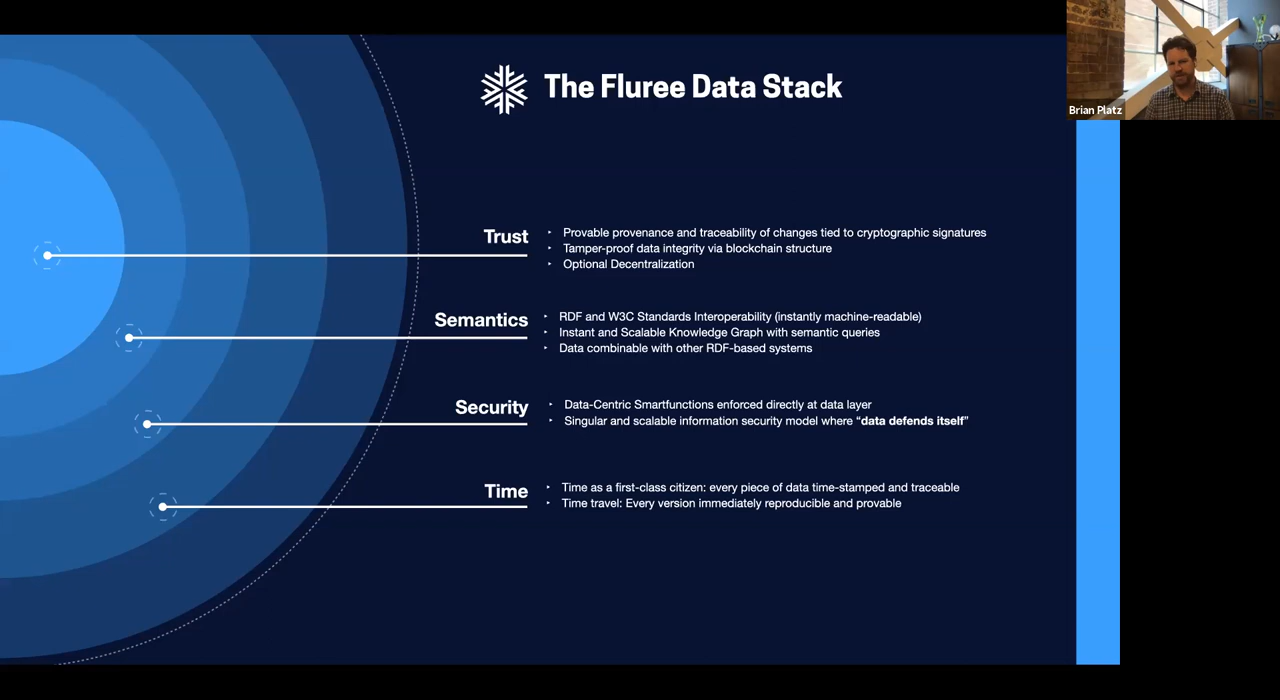 The Fluree Data Stack
Brian Platz
Trust
‣ Provable provenance and traceability of changes tied to cryptographic signatures
‣ Tamper-proof data integrity via blockchain structure
‣ Optional Decentralization
Semantics
‣ RDF and W3C Standards Interoperability (instantly machine-readable)
‣ Instant and Scalable Knowledge Graph with semantic queries
‣ Data combinable with other RDF-based systems
Security
‣ Data-Centric Smartfunctions enforced directly at data layer
‣ Singular and scalable information security model where “data defends itself”
Time
‣ Time as a first-class citizen: every piece of data time-stamped and traceable
‣ Time travel: Every version immediately reproducible and provable